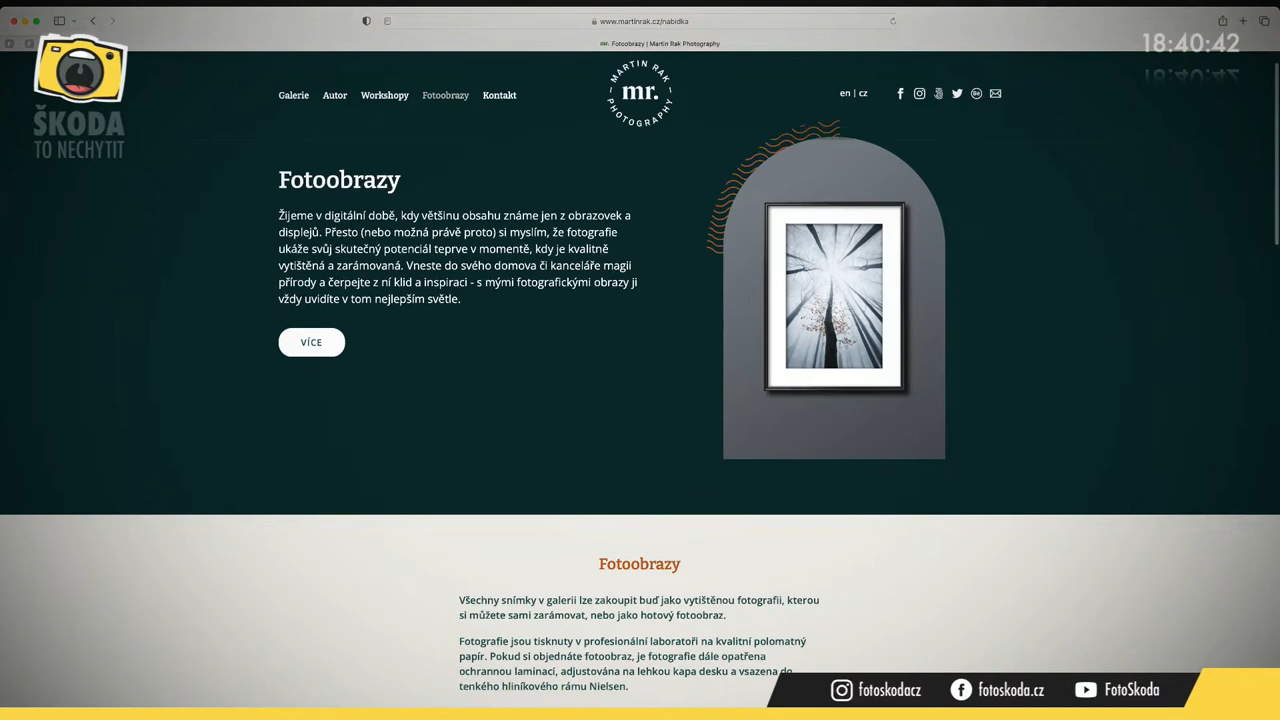 www.martinrak.cz/nabidka
mr. Fotoobrazy | Martin Rak Photography
18:40:42
ŠKODA
TO NECHYTIT
Galerie Autor Workshopy Fotoobrazy Kontakt
MARTIN RAK
mr.
PHOTOGRAPHY
en | cz
Fotoobrazy
Žijeme v digitální době, kdy většinu obsahu známe jen z obrazovek a
displejů. Přesto (nebo možná právě proto) si myslím, že fotografie
ukáže svůj skutečný potenciál teprve v momentě, kdy je kvalitně
vytištěná a zarámovaná. Vneste do svého domova či kanceláře magii
přírody a čerpejte z ní klid a inspiraci - s mými fotografickými obrazy ji
vždy uvidíte v tom nejlepším světle.
VÍCE
Fotoobrazy
Všechny snímky v galerii lze zakoupit buď jako vytištěnou fotografii, kterou
si můžete sami zarámovat, nebo jako hotový fotoobraz.
Fotografie jsou tisknuty v profesionální laboratoři na kvalitní polomatný
papír. Pokud si objednáte fotoobraz, je fotografie dále opatřena
ochrannou laminací, adjustována na lehkou kapa desku a vsazena do
tenkého hliníkového rámu Nielsen.
fotoskodacz fotoskoda.cz FotoSkoda